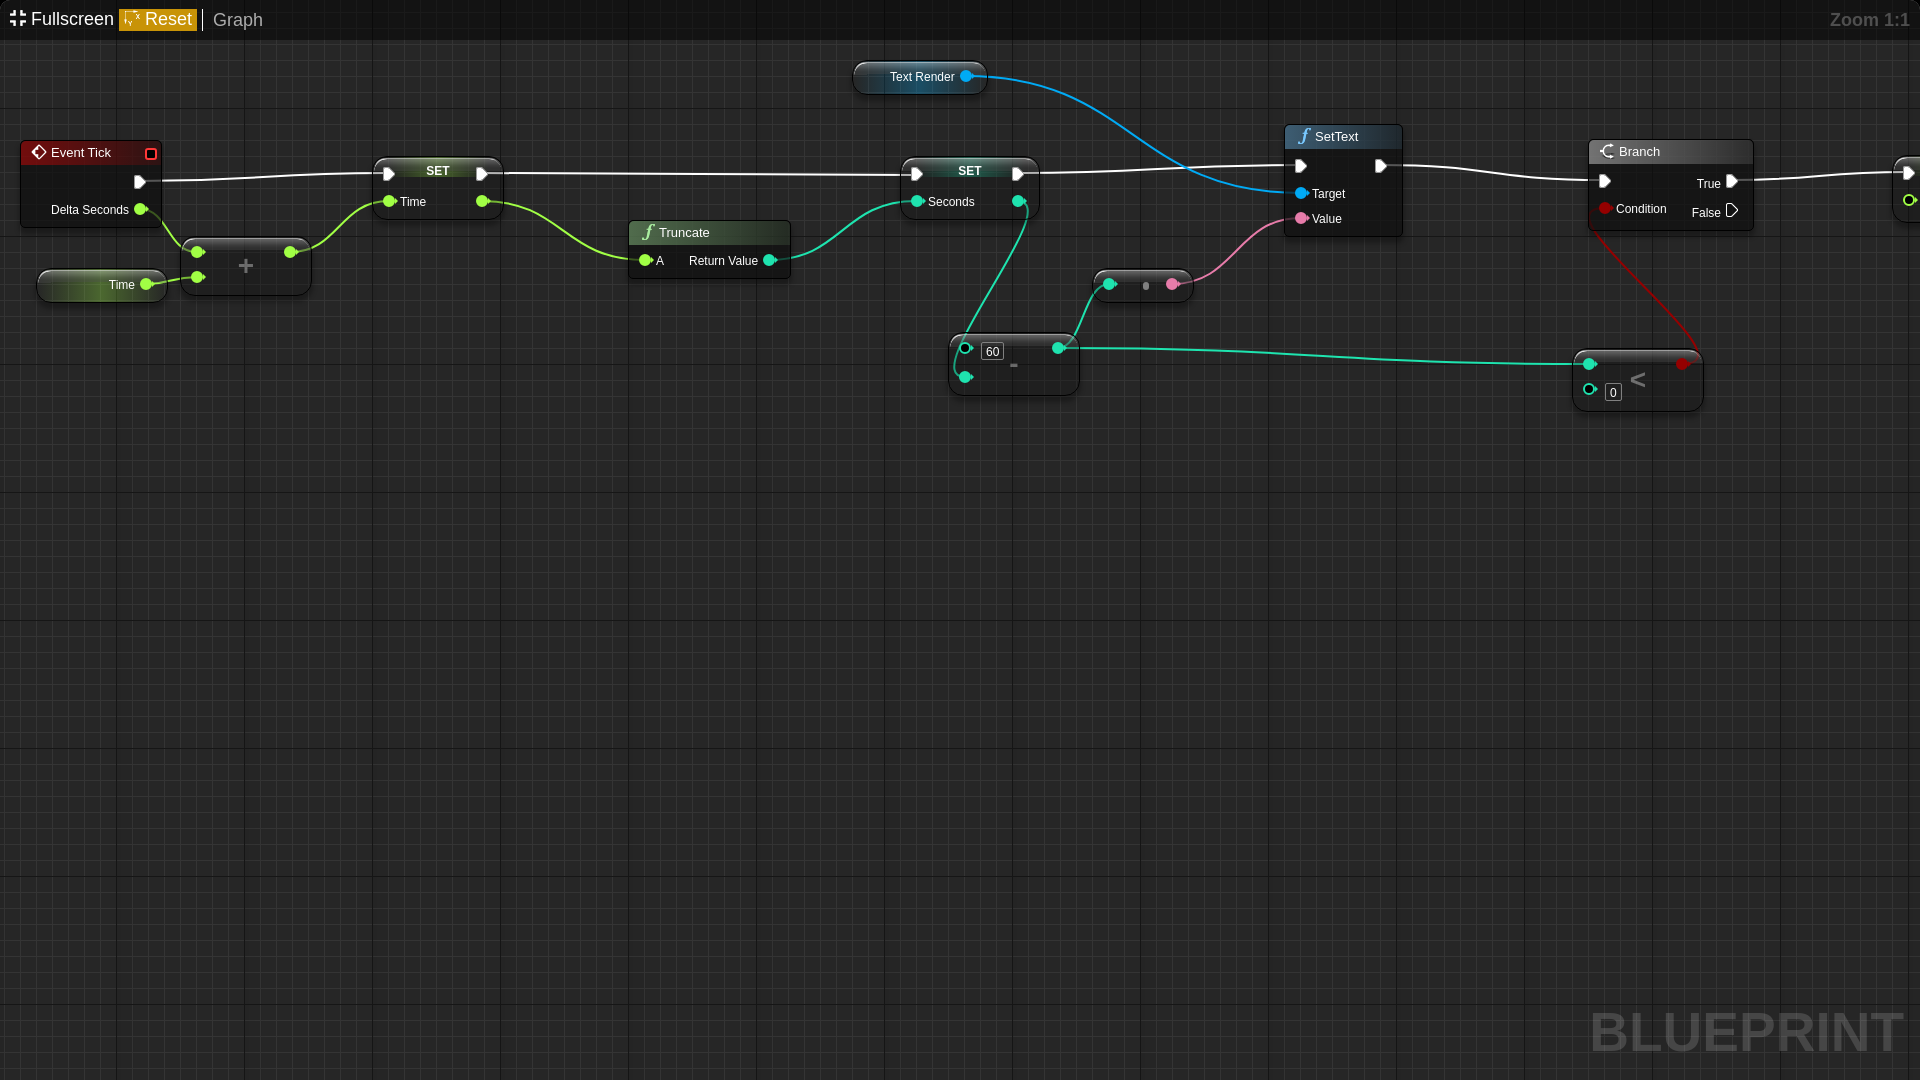 Fullscreen Reset Graph Zoom 1:1
Text Render
Event Tick
Delta Seconds
Time
+
SET
Time
Truncate
A Return Value
SET
Seconds
60
-
SetText
Target
Value
Branch
True
Condition
False
<
0
BLUEPRINT